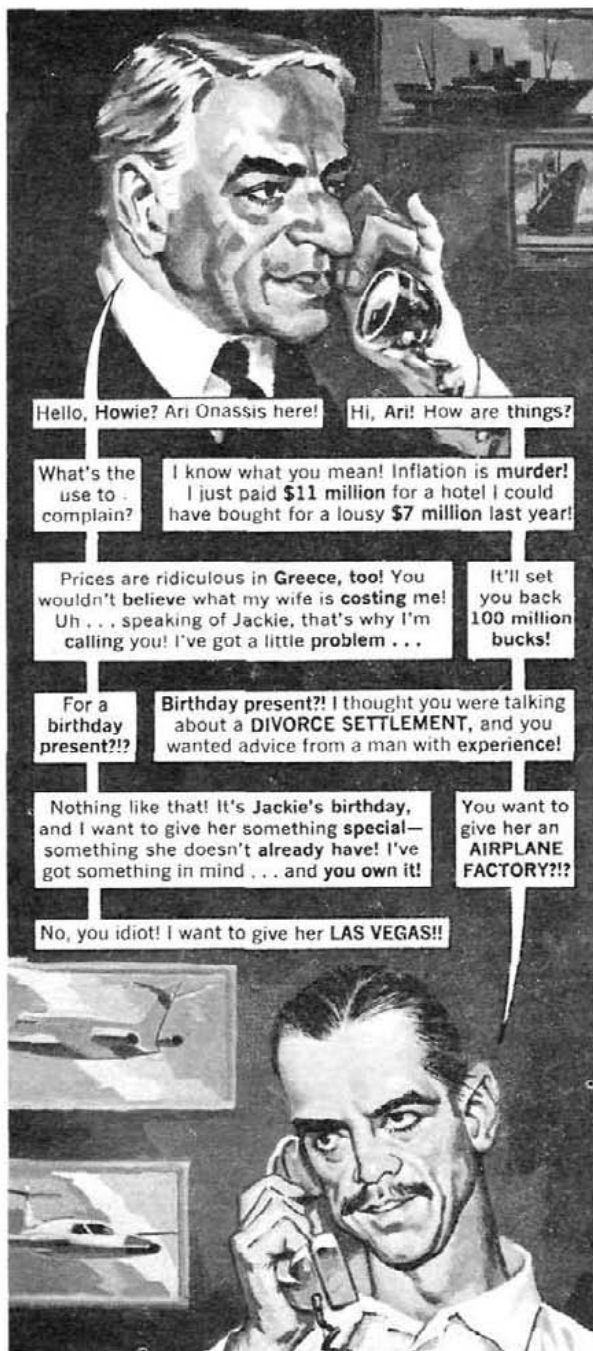 Hello, Howie? Ari Onassis here!
Hi, Ari! How are things?
What's the
use to
complain?
I know what you mean! Inflation is murder!
I just paid $11 million for a hotel I could
have bought for a lousy $7 million last year!
Prices are ridiculous in Greece, too! You
wouldn't believe what my wife is costing me!
Uh . . . speaking of Jackie, that's why I'm
calling you! I've got a little problem . . .
It'll set
you back
100 million
bucks!
For a
birthday
present?!?
Birthday present?! I thought you were talking
about a DIVORCE SETTLEMENT, and you
wanted advice from a man with experience!
Nothing like that! It's Jackie's birthday,
and I want to give her something special—
something she doesn't already have! I've
got something in mind . . . and you own it!
You want to
give her an
AIRPLANE
FACTORY?!?
No, you idiot! I want to give her LAS VEGAS!!